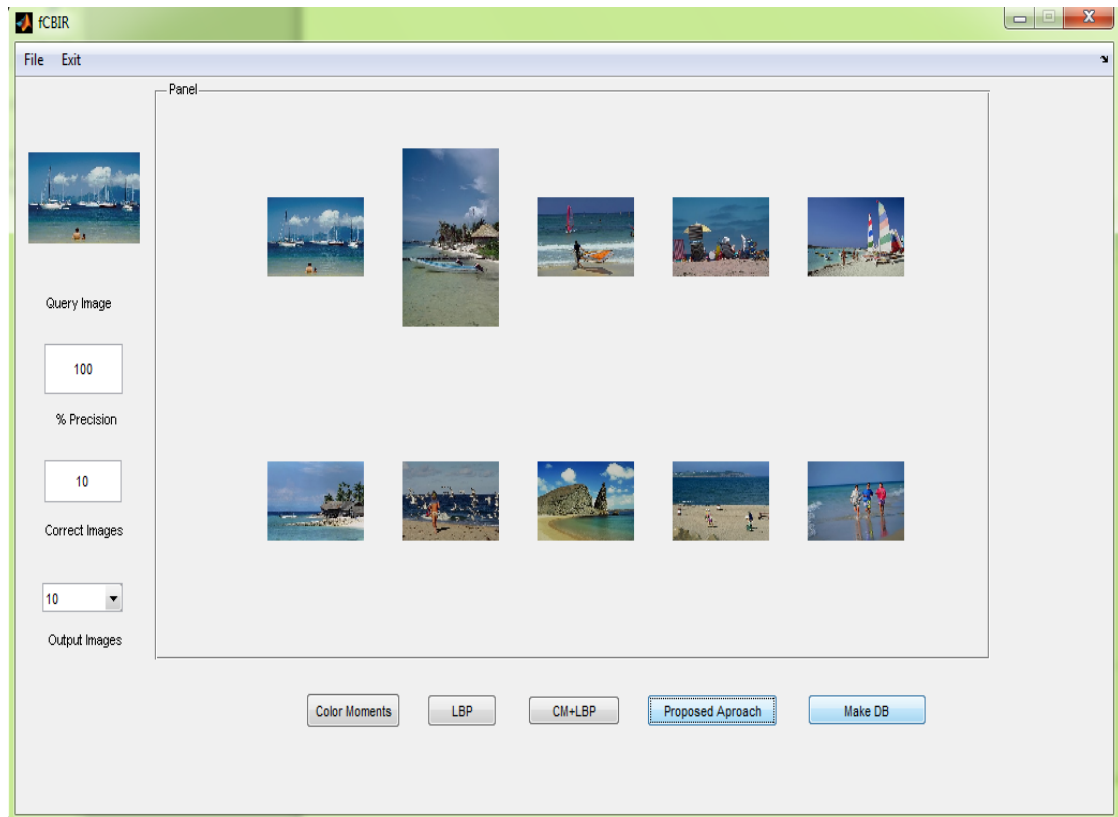 fCBIR
File Exit
Panel
Query Image
100
% Precision
10
Correct Images
10
Output Images
Color Moments LBP CM+LBP Proposed Aproach Make DB